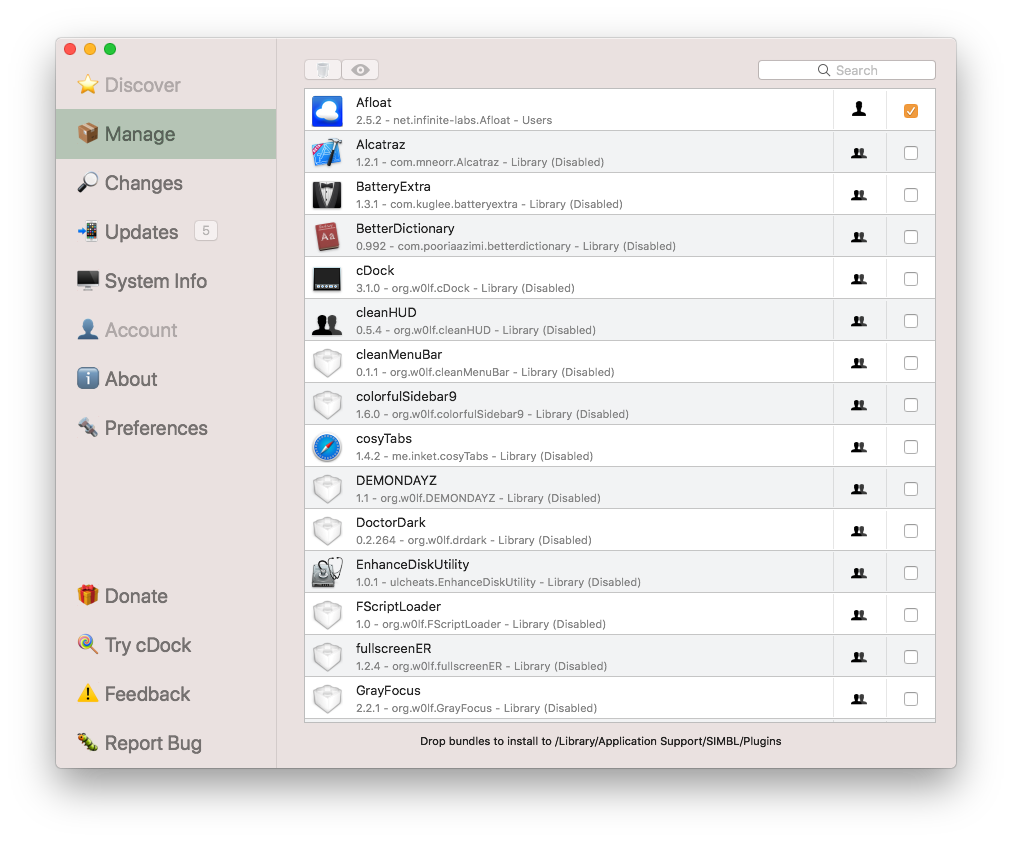 Discover
Manage
Changes
Updates 5
System Info
Account
About
Preferences
Donate
Try cDock
Feedback
Report Bug
Search
Afloat
2.5.2 - net.infinite-labs.Afloat - Users
Alcatraz
1.2.1 - com.mneorr.Alcatraz - Library (Disabled)
BatteryExtra
1.3.1 - com.kuglee.batteryextra - Library (Disabled)
BetterDictionary
0.992 - com.pooriaazimi.betterdictionary - Library (Disabled)
cDock
3.1.0 - org.w0lf.cDock - Library (Disabled)
cleanHUD
0.5.4 - org.w0lf.cleanHUD - Library (Disabled)
cleanMenuBar
0.1.1 - org.w0lf.cleanMenuBar - Library (Disabled)
colorfulSidebar9
1.6.0 - org.w0lf.colorfulSidebar9 - Library (Disabled)
cosyTabs
1.4.2 - me.inket.cosyTabs - Library (Disabled)
DEMONDAYZ
1.1 - org.w0lf.DEMONDAYZ - Library (Disabled)
DoctorDark
0.2.264 - org.w0lf.drdark - Library (Disabled)
EnhanceDiskUtility
1.0.1 - ulcheats.EnhanceDiskUtility - Library (Disabled)
FScriptLoader
1.0 - org.w0lf.FScriptLoader - Library (Disabled)
fullscreenER
1.2.4 - org.w0lf.fullscreenER - Library (Disabled)
GrayFocus
2.2.1 - org.w0lf.GrayFocus - Library (Disabled)
Drop bundles to install to /Library/Application Support/SIMBL/Plugins